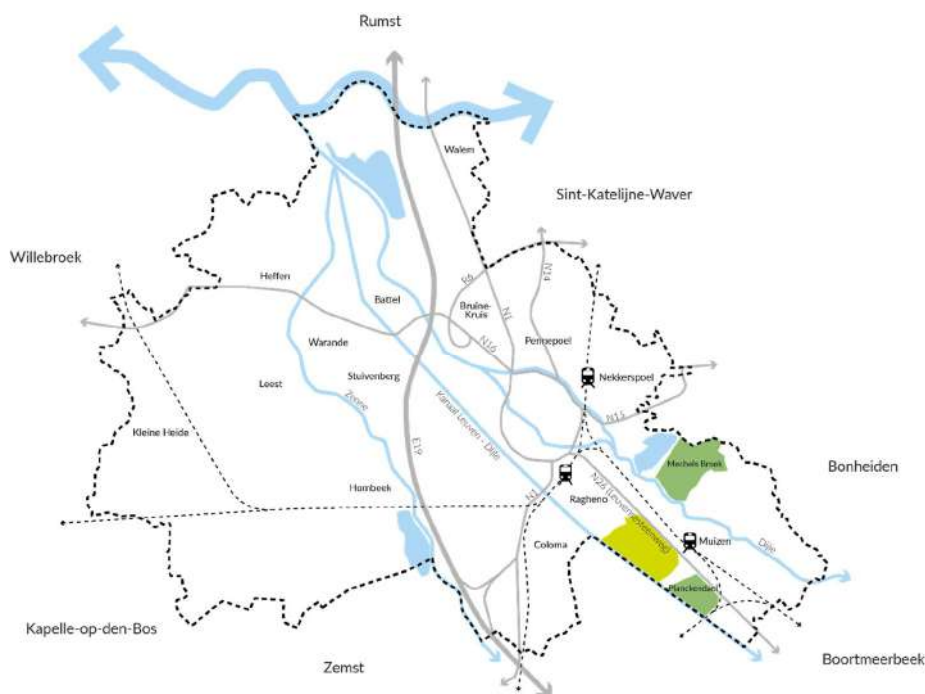 Rumst
Walem
Sint-Katelijne-Waver
Willebroek
Heffen
R6
N14
Battel
Bruine-
Kruis
N1
Pennepoel
N16
Warande
Stuivenberg
Nekkerspoel
Leest
Zenne
Kanaal Leuven - Dijle
N15
Kleine Heide
E19
Mechels Broek
Bonheiden
Hombeek
N1
Ragheno
N26 (Leuvensesteenweg)
Coloma
Muizen
Dijle
Planckendael
Kapelle-op-den-Bos
Zemst
Boortmeerbeek